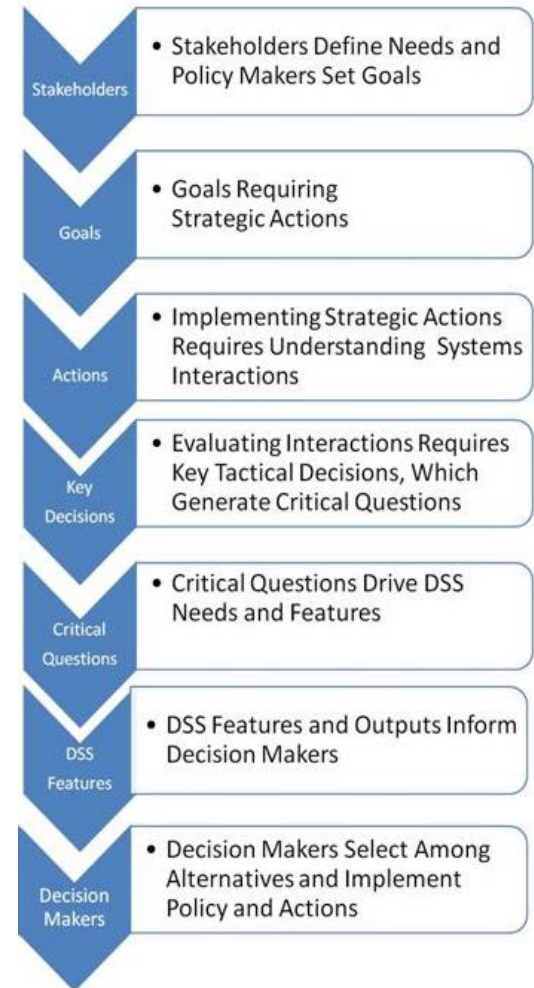 Stakeholders
• Stakeholders Define Needs and
Policy Makers Set Goals
Goals
• Goals Requiring
Strategic Actions
Actions
• Implementing Strategic Actions
Requires Understanding Systems
Interactions
Key
Decisions
• Evaluating Interactions Requires
Key Tactical Decisions, Which
Generate Critical Questions
Critical
Questions
• Critical Questions Drive DSS
Needs and Features
DSS
Features
• DSS Features and Outputs Inform
Decision Makers
Decision
Makers
• Decision Makers Select Among
Alternatives and Implement
Policy and Actions